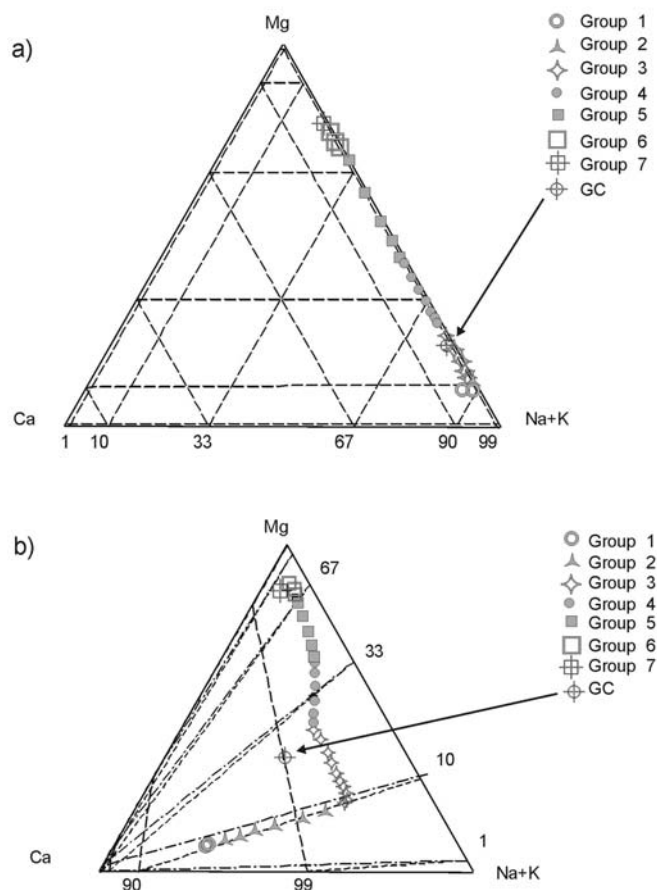 Mg
a)
Group 1
Group 2
Group 3
Group 4
Group 5
Group 6
Group 7
GC
Ca
Na+K
1 10 33 67 90 99
Mg
b)
67
33
10
1
Group 1
Group 2
Group 3
Group 4
Group 5
Group 6
Group 7
GC
Ca
Na+K
90 99